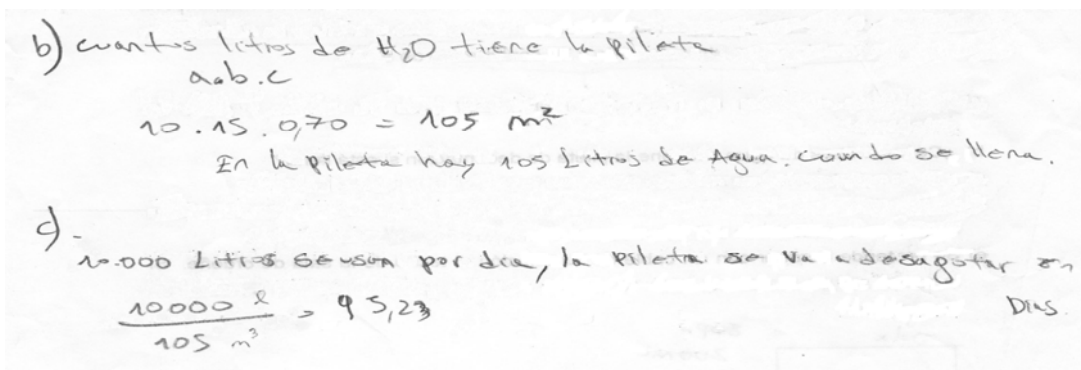 b) cuantos litros de H₂O tiene la pileta
a.b.c
10.15.0,70 = 105 m²
En la pileta hay 105 Litros de Agua. cuando se llena.
c).
10.000 Litros se usan por dia, la pileta se va a desagotar en
Dias.
10000 l = 95,23
105 m³